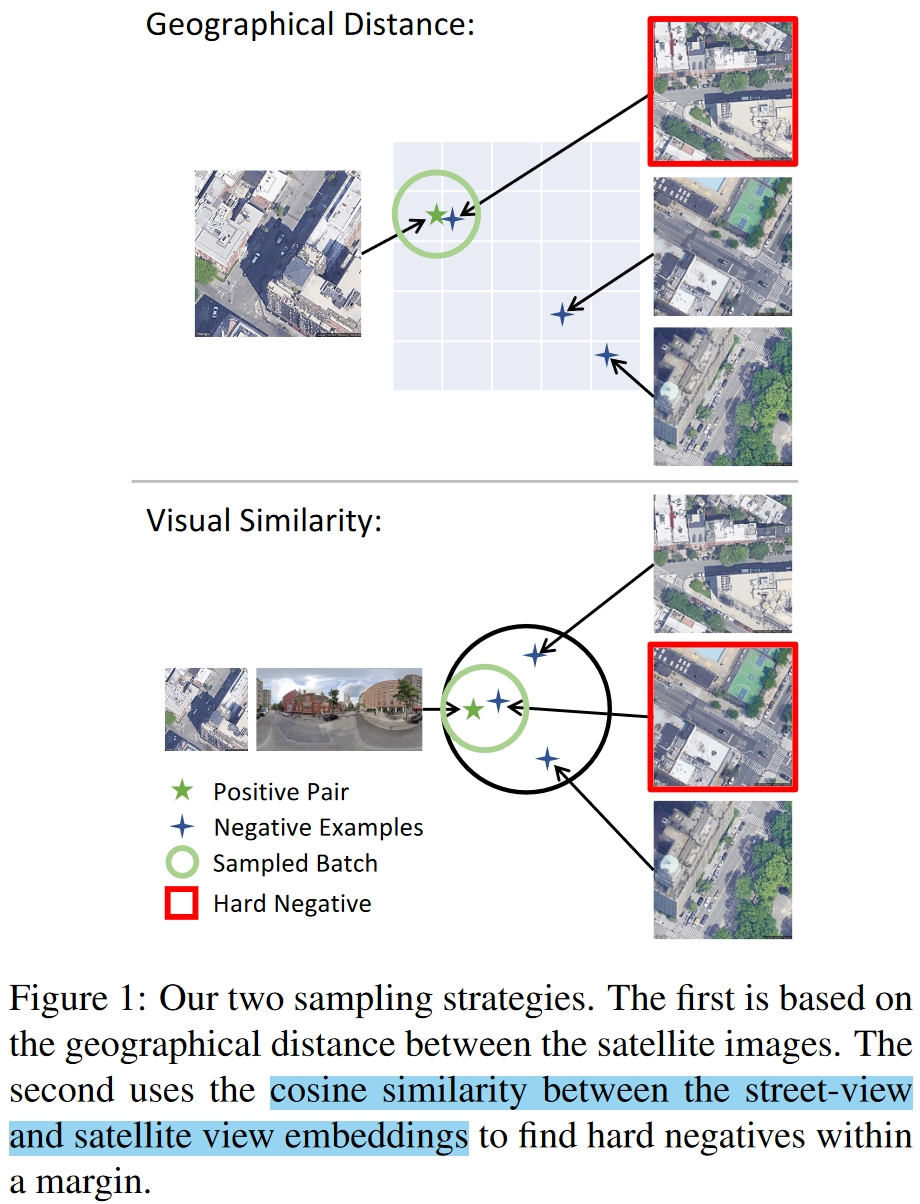 Geographical Distance:
Visual Similarity:
Positive Pair
Negative Examples
Sampled Batch
Hard Negative
Figure 1: Our two sampling strategies. The first is based on
the geographical distance between the satellite images. The
second uses the cosine similarity between the street-view
and satellite view embeddings to find hard negatives within
a margin.